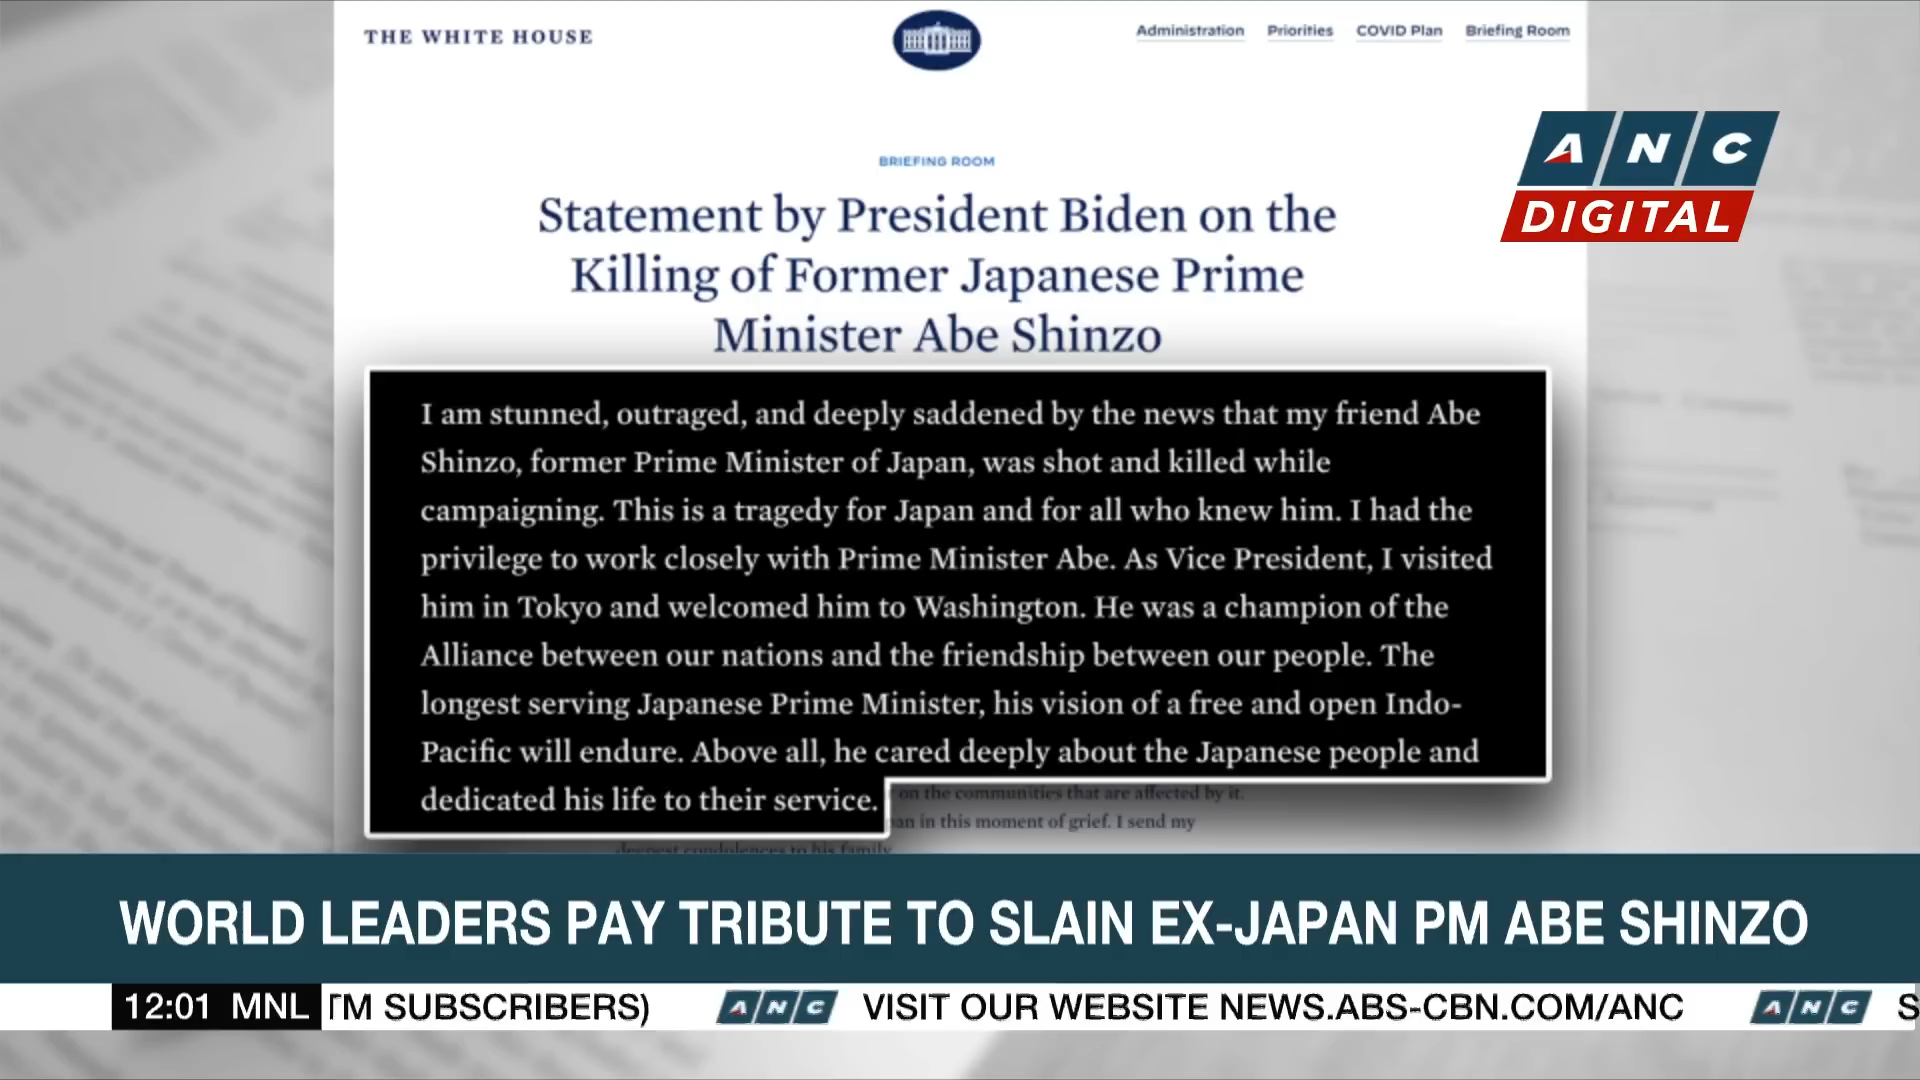 THE WHITE HOUSE
Administration Priorities COVID Plan Briefing Room
ANC
DIGITAL
BRIEFING ROOM
Statement by President Biden on the
Killing of Former Japanese Prime
Minister Abe Shinzo
I am stunned, outraged, and deeply saddened by the news that my friend Abe
Shinzo, former Prime Minister of Japan, was shot and killed while
campaigning. This is a tragedy for Japan and for all who knew him. I had the
privilege to work closely with Prime Minister Abe. As Vice President, I visited
him in Tokyo and welcomed him to Washington. He was a champion of the
Alliance between our nations and the friendship between our people. The
longest serving Japanese Prime Minister, his vision of a free and open Indo-
Pacific will endure. Above all, he cared deeply about the Japanese people and
dedicated his life to their service.
on the communities that are affected by it.
in this moment of grief. I send my
deepest condolences to his family
WORLD LEADERS PAY TRIBUTE TO SLAIN EX-JAPAN PM ABE SHINZO
12:01 MNL SUBSCRIBERS) ANC VISIT OUR WEBSITE NEWS.ABS-CBN.COM/ANC ANC S